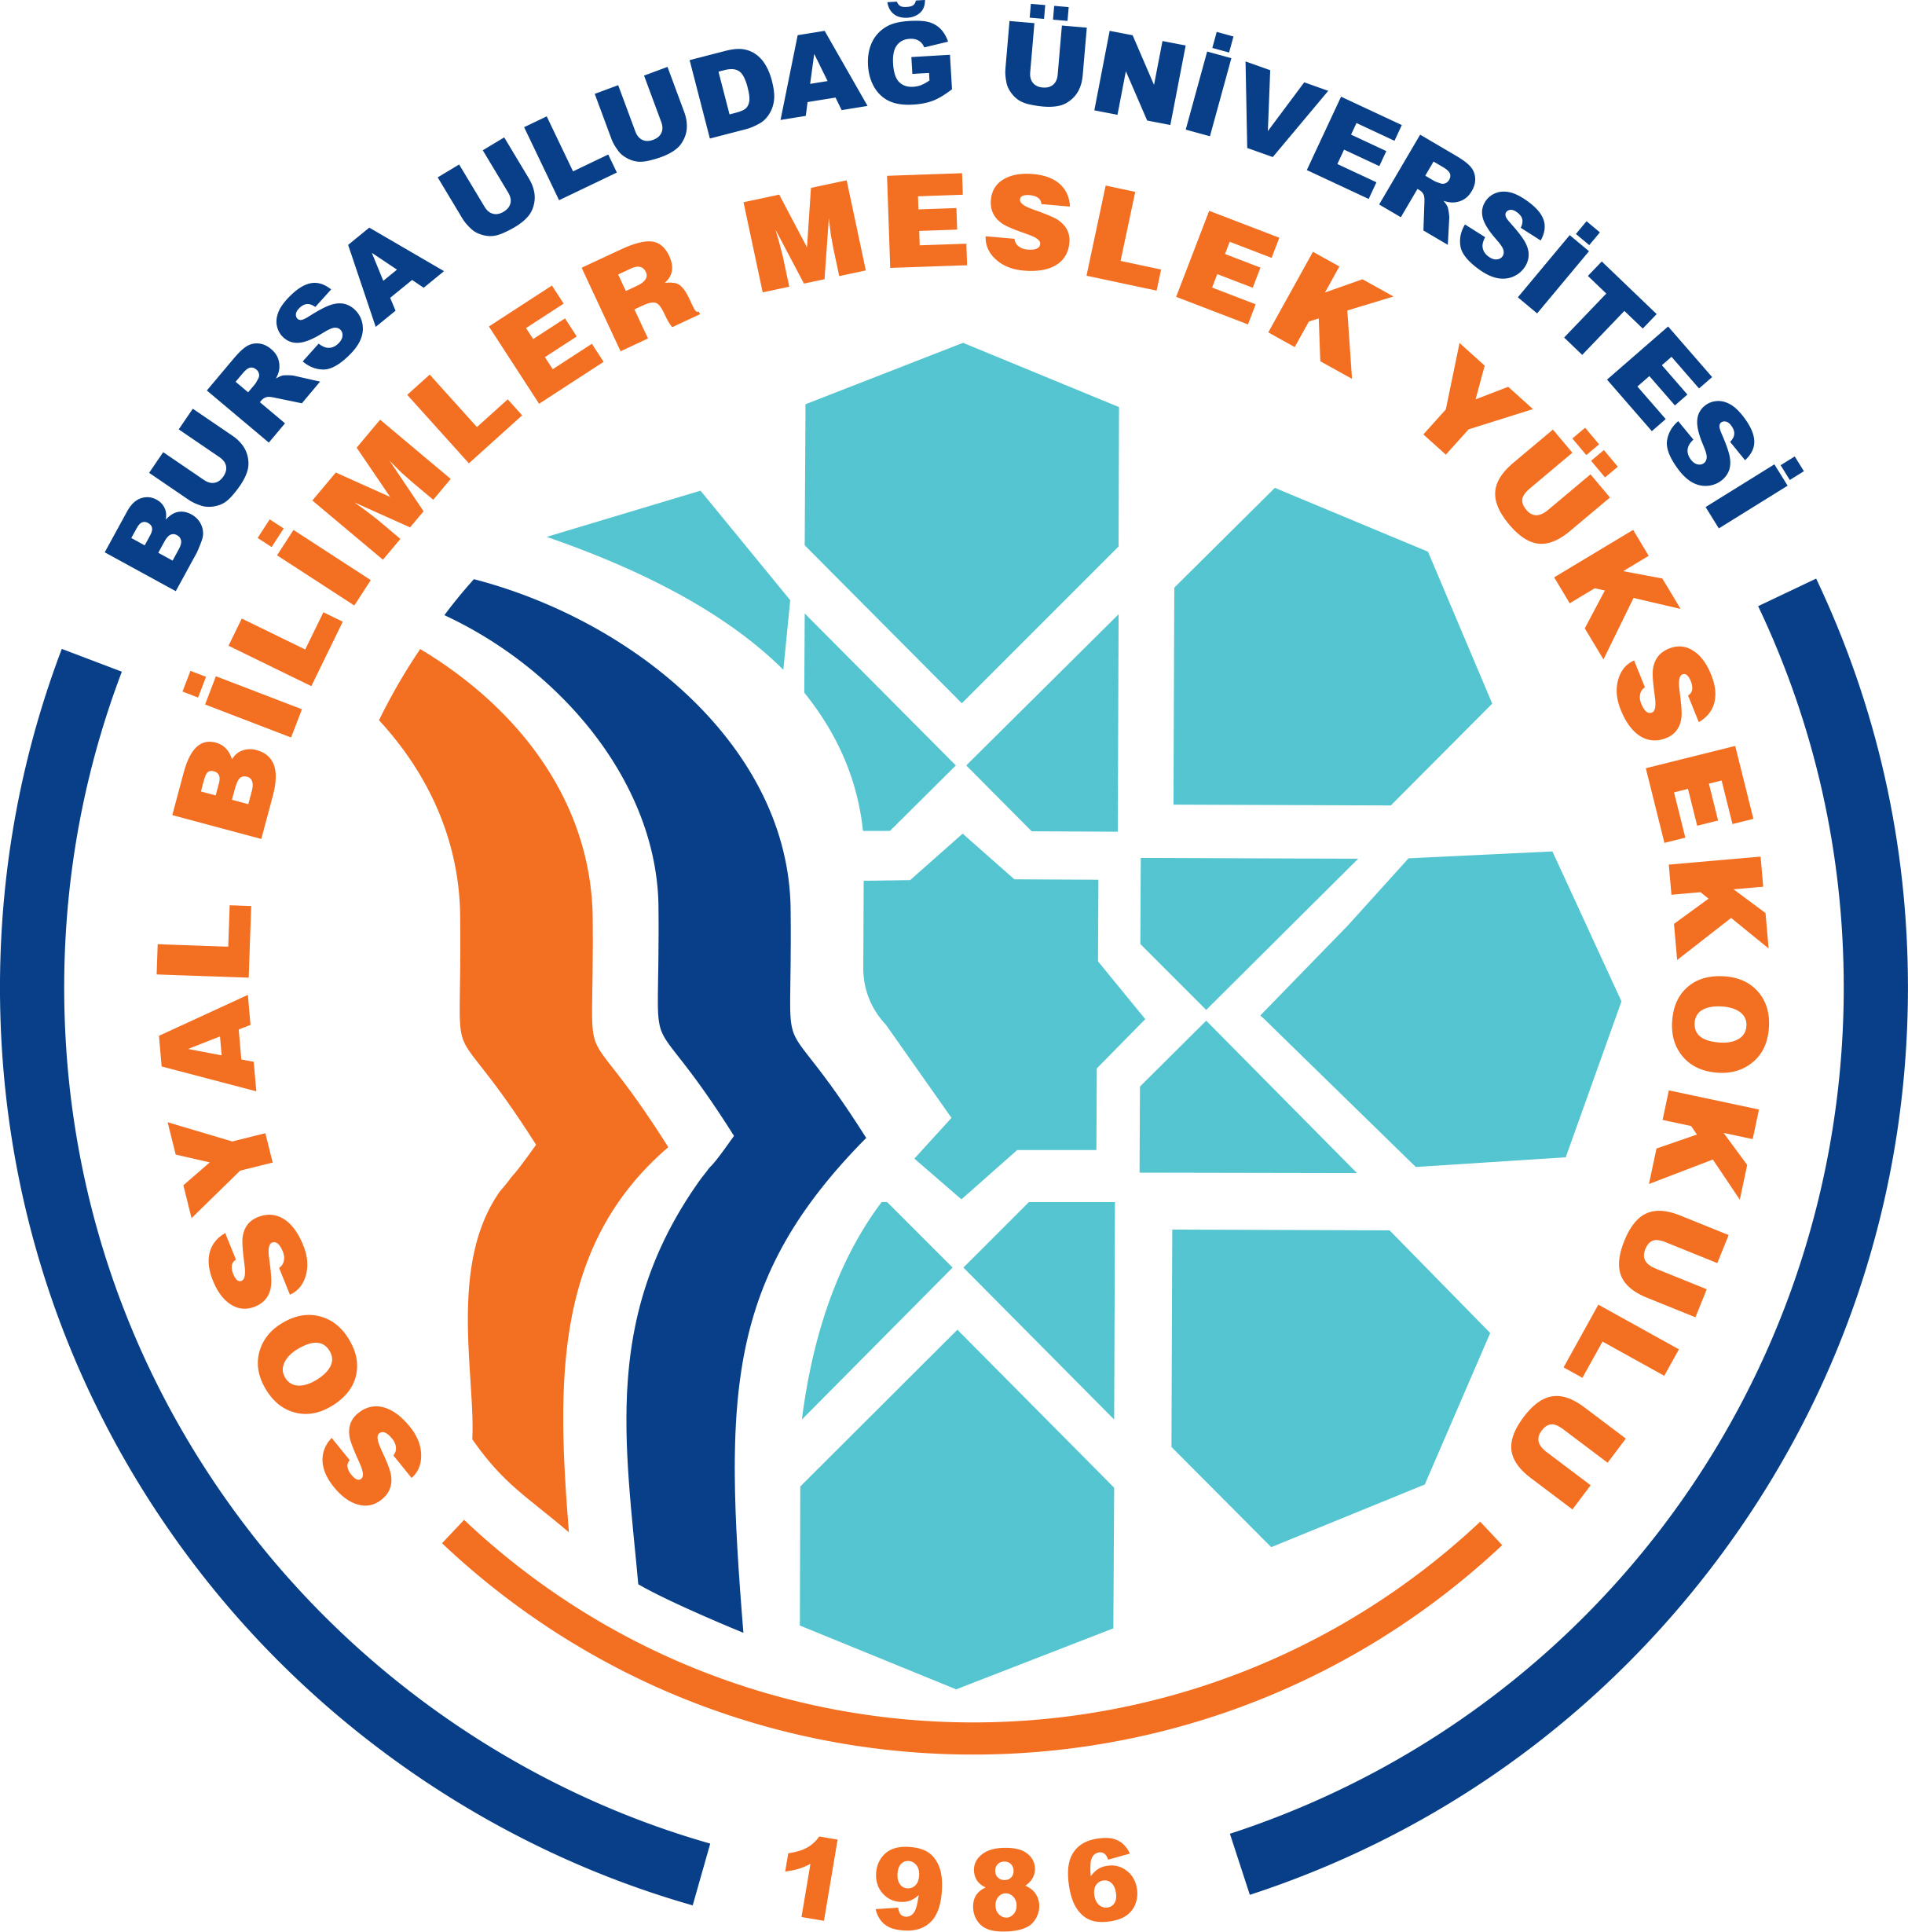 BURSA ULUDAĞ ÜNİVERSİTESİ
SOSYAL BİLİMLER MESLEK YÜKSEKOKULU
1986